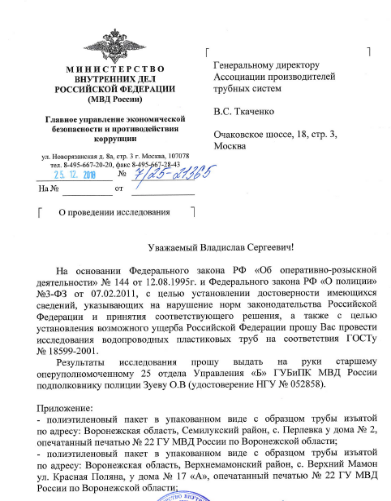 МИНИСТЕРСТВО
ВНУТРЕННИХ ДЕЛ
РОССИЙСКОЙ ФЕДЕРАЦИИ
(МВД России)
Главное управление экономической
безопасности и противодействия
коррупции
ул. Новорязанская д. 8а, стр. 3 г. Москва, 107078
тел. 8-495-667-20-20, факс 8-495-667-28-43
25. 12. 2019 № 7/25-21365
На № от
О проведении исследования
Генеральному директору
Ассоциации производителей
трубных систем
В.С. Ткаченко
Очаковское шоссе, 18, стр. 3,
Москва
Уважаемый Владислав Сергеевич!
На основании Федерального закона РФ «Об оперативно-розыскной
деятельности» № 144 от 12.08.1995г. и Федерального закона РФ «О полиции»
№3-ФЗ от 07.02.2011, с целью установления достоверности имеющихся
сведений, указывающих на нарушение норм законодательства Российской
Федерации и принятия соответствующего решения, а также с целью
установления возможного ущерба Российской Федерации прошу Вас провести
исследования водопроводных пластиковых труб на соответствия ГОСТу
№ 18599-2001.
Результаты исследования прошу выдать на руки старшему
оперуполномоченному 25 отдела Управления «Б» ГУБиПК МВД России
подполковнику полиции Зуеву О.В (удостоверение НГУ № 052858).
Приложение:
- полиэтиленовый пакет в упакованном виде с образцом трубы изъятой
по адресу: Воронежская область, Семилукский район, с. Перлевка у дома № 2,
опечатанный печатью № 22 ГУ МВД России по Воронежской области;
- полиэтиленовый пакет в упакованном виде с образцом трубы изъятой
по адресу: Воронежская область, Верхнемамонский район, с. Верхний Мамон
ул. Красная Поляна, у дома № 17 «А», опечатанный печатью № 22 ГУ МВД
России по Воронежской области;